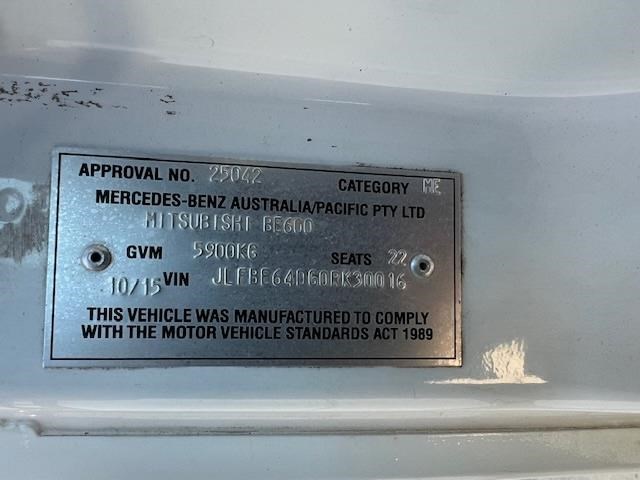 APPROVAL NO. 25042 CATEGORY ME
MERCEDES-BENZ AUSTRALIA/PACIFIC PTY LTD
MITSUBISHI BE600
GVM 5900KG SEATS 22
10/15 VIN JLFBE64D6DRK30016
THIS VEHICLE WAS MANUFACTURED TO COMPLY
WITH THE MOTOR VEHICLE STANDARDS ACT 1989